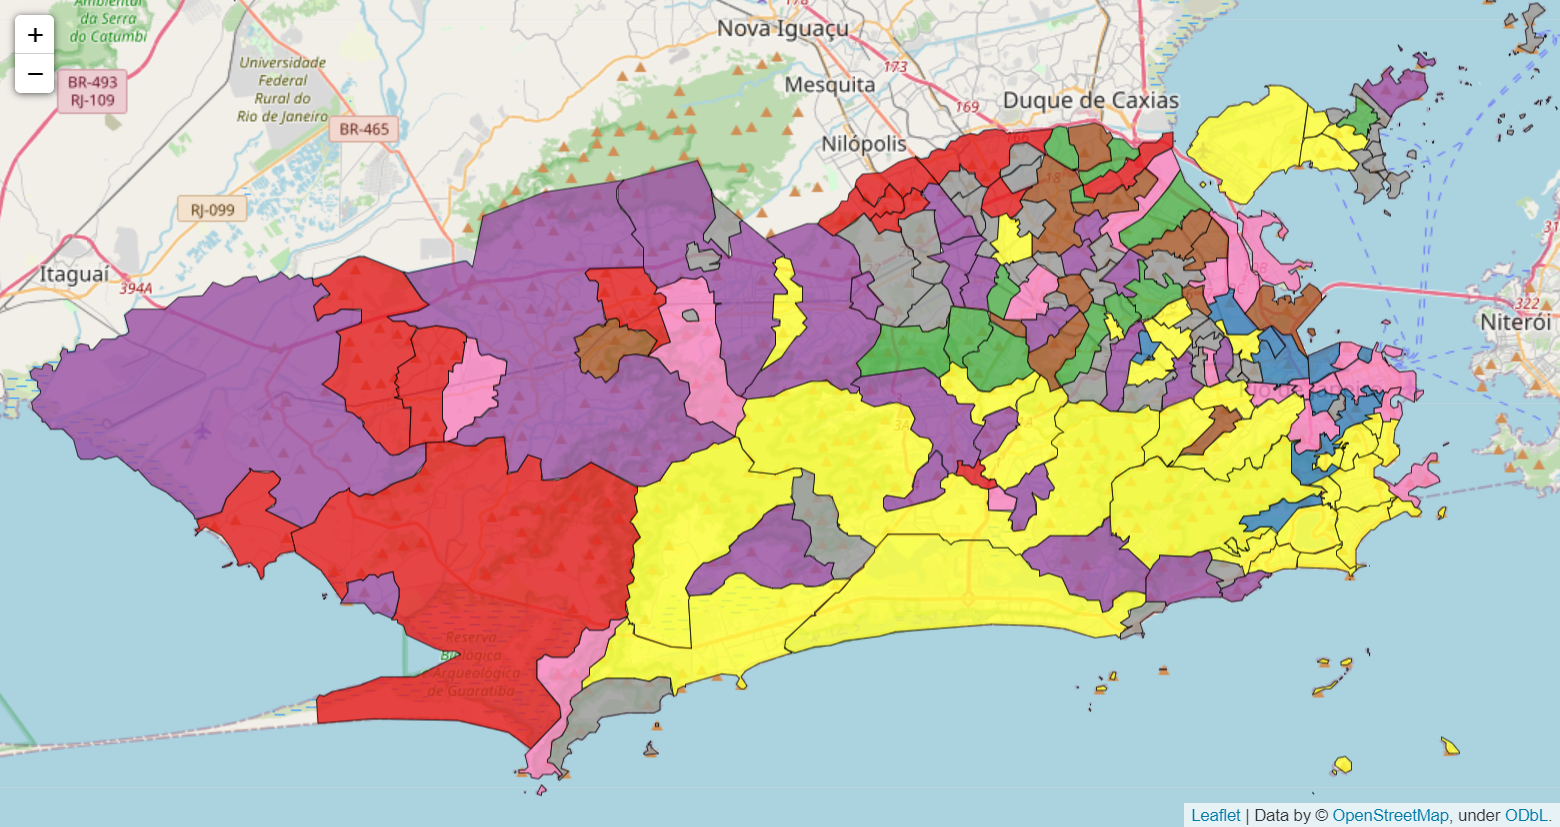 +
−
Ambiental
da Serra
do Catumbi
BR-493
RJ-109
Universidade
Federal
Rural do
Rio de Janeiro
BR-465
RJ-099
Itaguaí
394A
Nova Iguaçu
178
173
Mesquita
169
Duque de Caxias
Nilópolis
Niterói
322
Reserva
Biológica
e Arqueológica
de Guaratiba
Leaflet | Data by © OpenStreetMap, under ODbL.